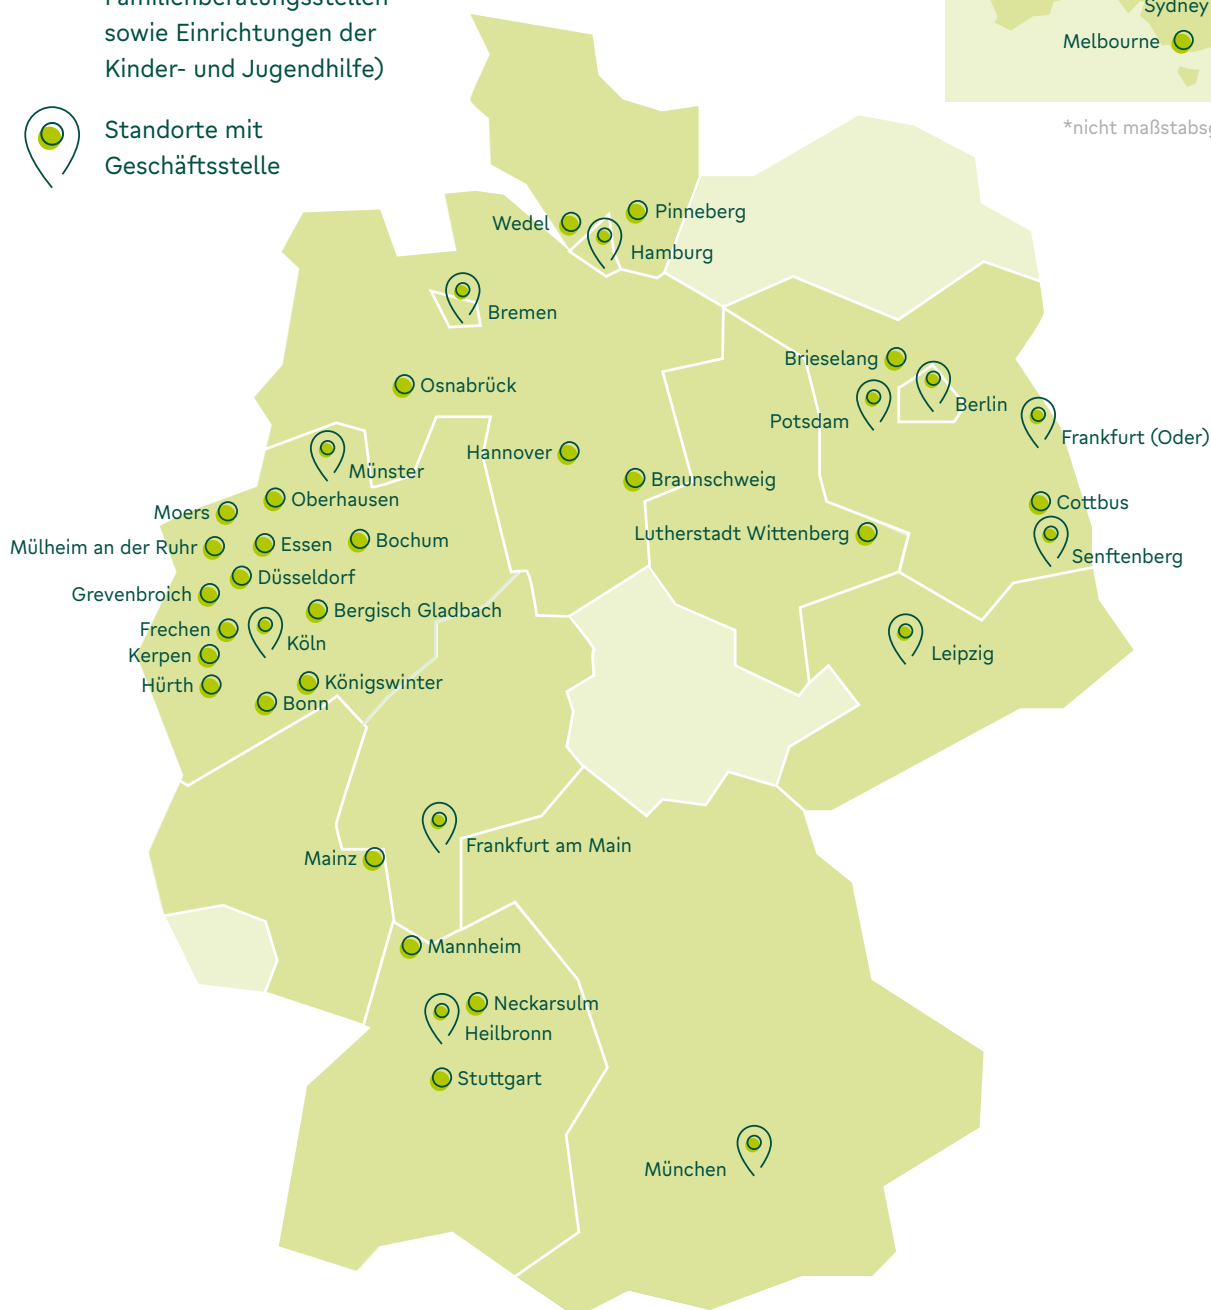 Familienberatungsstellen
sowie Einrichtungen der
Kinder- und Jugendhilfe)
Standorte mit
Geschäftsstelle
Sydney
Melbourne
Wedel
Pinneberg
Hamburg
Bremen
Osnabrück
Brieselang
Berlin
Potsdam
Frankfurt (Oder)
Hannover
Münster
Braunschweig
Oberhausen
Cottbus
Moers
Lutherstadt Wittenberg
Mülheim an der Ruhr
Essen
Bochum
Senftenberg
Düsseldorf
Grevenbroich
Bergisch Gladbach
Frechen
Köln
Kerpen
Leipzig
Hürth
Königswinter
Bonn
Frankfurt am Main
Mainz
Mannheim
Neckarsulm
Heilbronn
Stuttgart
München